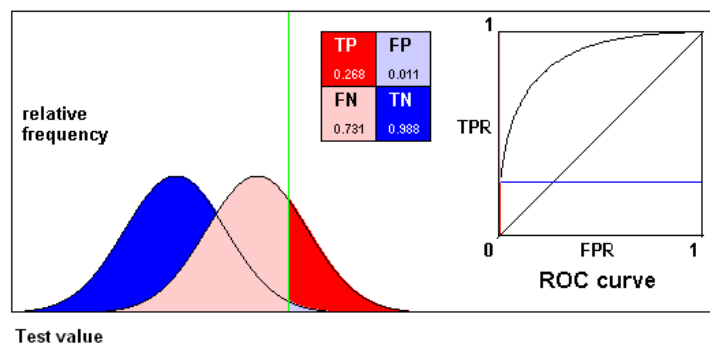 TP FP
0.268 0.011
FN TN
0.731 0.988
relative
frequency
Test value
1
TPR
0 FPR 1
ROC curve